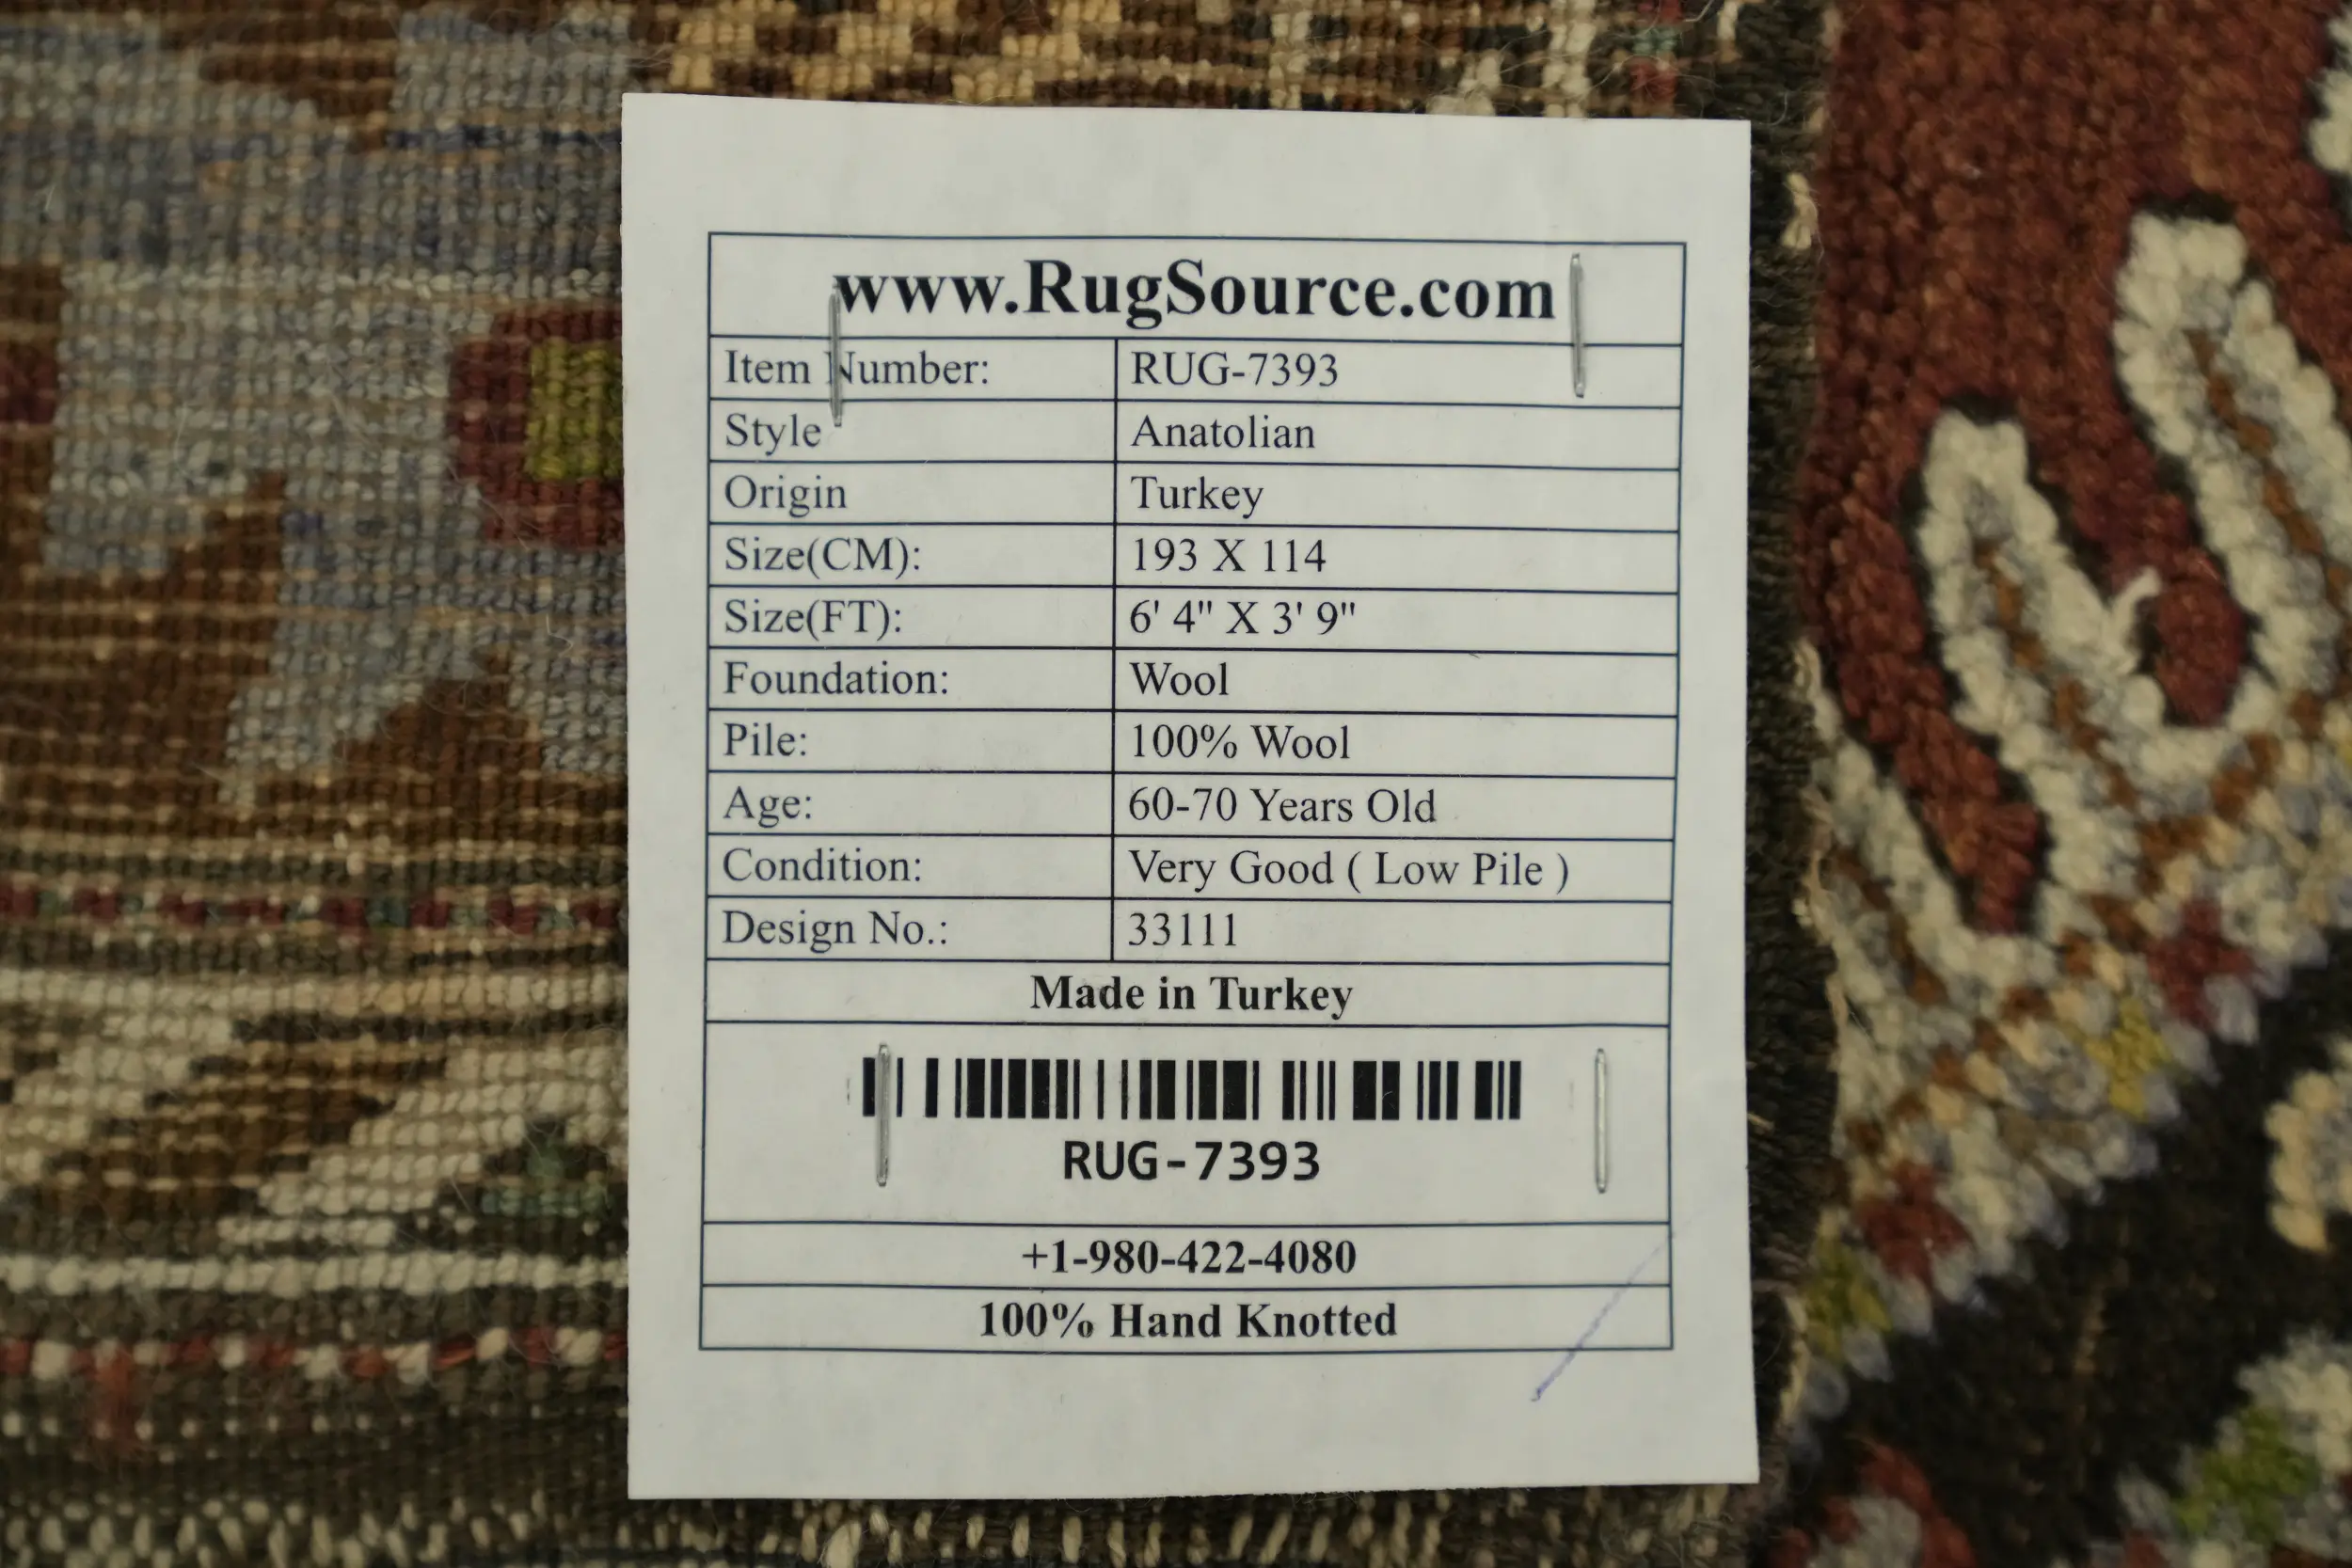 www.RugSource.com
Item Number: RUG-7393
Style Anatolian
Origin Turkey
Size(CM): 193 X 114
Size(FT): 6' 4" X 3' 9"
Foundation: Wool
Pile: 100% Wool
Age: 60-70 Years Old
Condition: Very Good ( Low Pile )
Design No.: 33111
Made in Turkey
RUG-7393
+1-980-422-4080
100% Hand Knotted